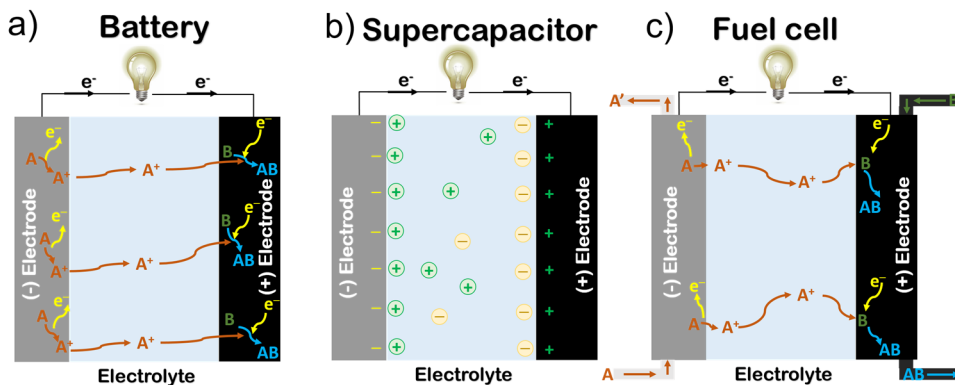 a) Battery
e⁻ e⁻
(-) Electrode
(+) Electrode
A e⁻ A⁺ A⁺ B e⁻ AB
A e⁻ A⁺ A⁺ B e⁻ AB
A e⁻ A⁺ A⁺ B e⁻ AB
Electrolyte
b) Supercapacitor
e⁻ e⁻
(-) Electrode
(+) Electrode
− + − +
− + + − +
− + + − +
− + − − +
− + + + − +
− + − − +
− + − +
Electrolyte
c) Fuel cell
e⁻ e⁻
A’
(-) Electrode
(+) Electrode
e⁻ A A⁺ A⁺ e⁻ B AB
e⁻ A⁺ A⁺ e⁻ B AB
A
AB
Electrolyte